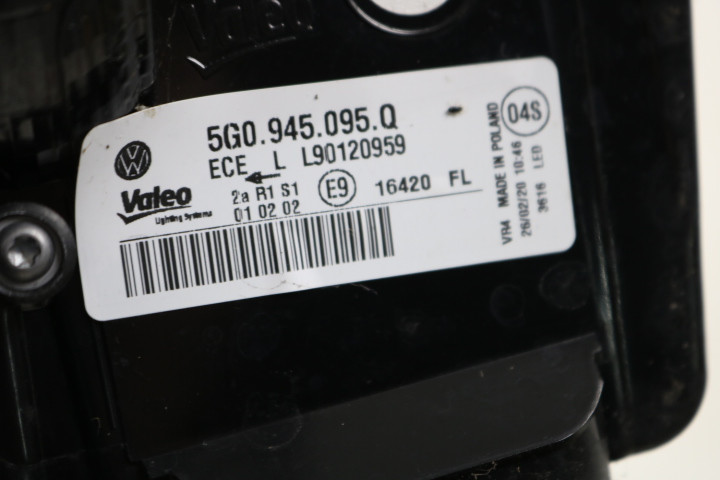 5G0.945.095.Q
ECE L L90120959
Valeo
Lighting Systems
2a R1 S1
01 02 02
E9
16420 FL
04S
VR4 MADE IN POLAND
26/02/20 10:46
3616 LED
Valeo